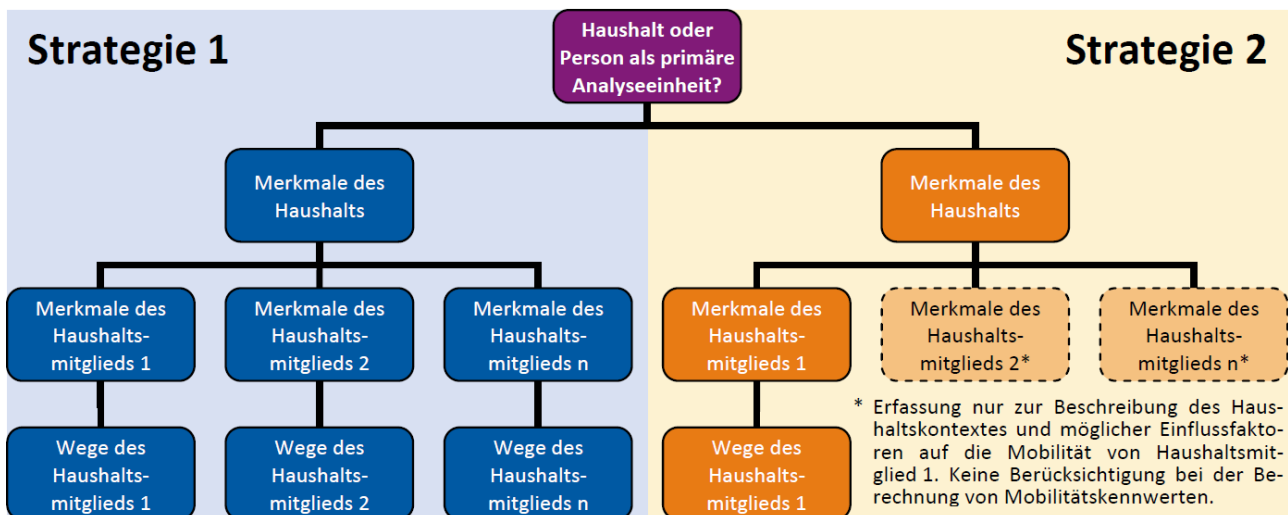 Strategie 1
Haushalt oder
Person als primäre
Analyseeinheit?
Strategie 2
Merkmale des
Haushalts
Merkmale des
Haushalts
Merkmale des
Haushalts-
mitglieds 1
Merkmale des
Haushalts-
mitglieds 2
Merkmale des
Haushalts-
mitglieds n
Merkmale des
Haushalts-
mitglieds 1
Merkmale des
Haushalts-
mitglieds 2*
Merkmale des
Haushalts-
mitglieds n*
Wege des
Haushalts-
mitglieds 1
Wege des
Haushalts-
mitglieds 2
Wege des
Haushalts-
mitglieds n
Wege des
Haushalts-
mitglieds 1
* Erfassung nur zur Beschreibung des Haus-
haltskontextes und möglicher Einflussfakto-
ren auf die Mobilität von Haushaltsmit-
glied 1. Keine Berücksichtigung bei der Be-
rechnung von Mobilitätskennwerten.